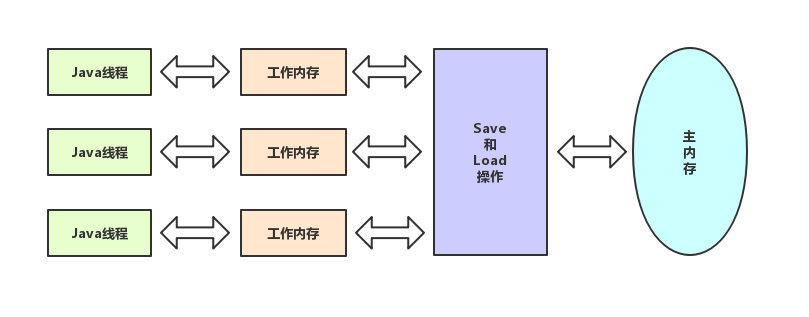 Java线程
工作内存
Java线程
工作内存
Java线程
工作内存
Save
和
Load
操作
主
内
存